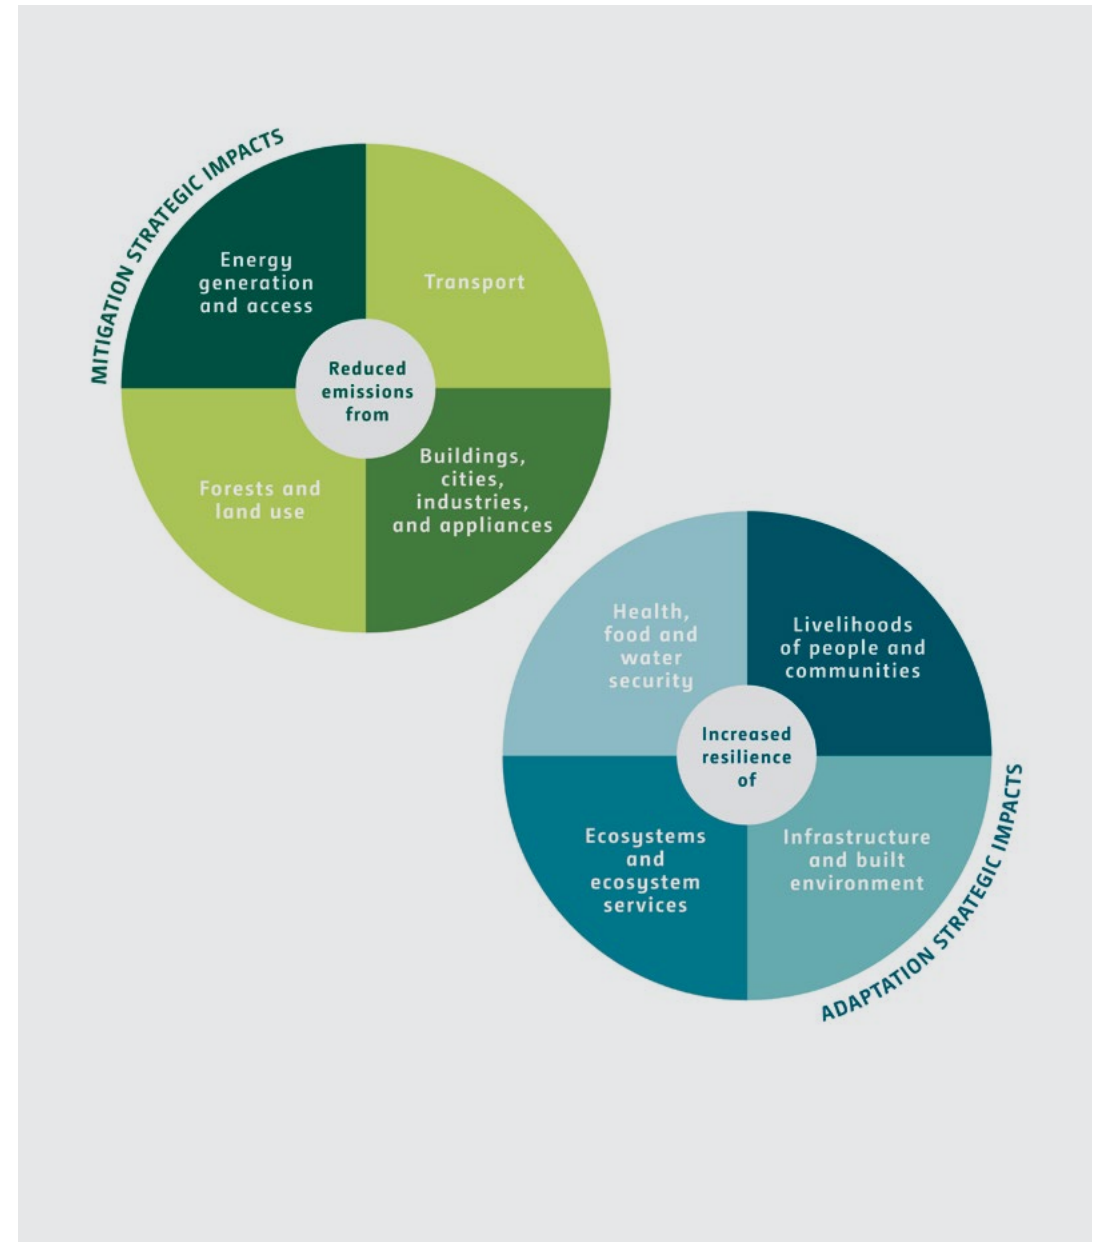 MITIGATION STRATEGIC IMPACTS
Energy
generation
and access
Transport
Reduced
emissions
from
Forests and
land use
Buildings,
cities,
industries,
and appliances
Health,
food and
water
security
Livelihoods
of people and
communities
Increased
resilience
of
Ecosystems
and
ecosystem
services
Infrastructure
and built
environment
ADAPTATION STRATEGIC IMPACTS